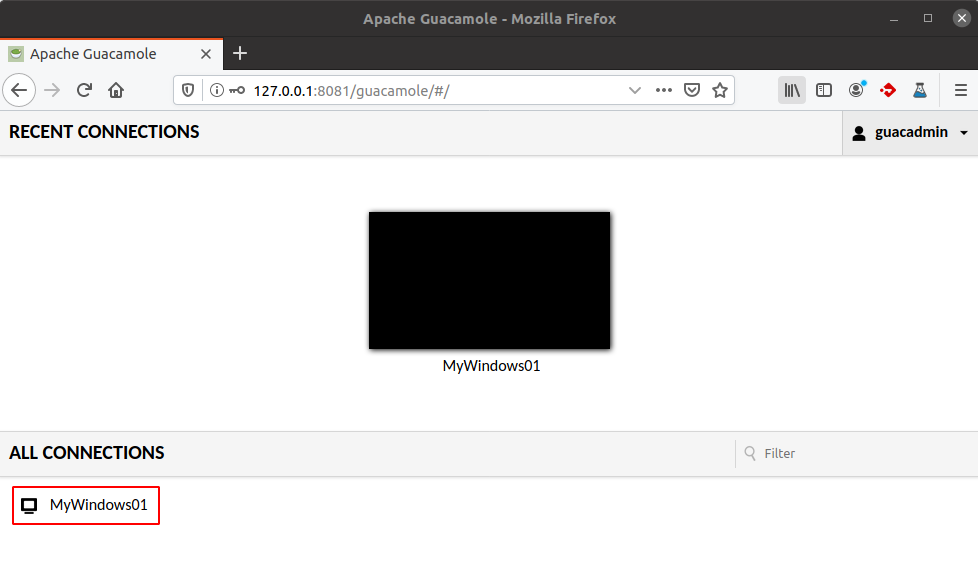 Apache Guacamole - Mozilla Firefox
Apache Guacamole
127.0.0.1:8081/guacamole/#/
RECENT CONNECTIONS
guacadmin
MyWindows01
ALL CONNECTIONS
Filter
MyWindows01